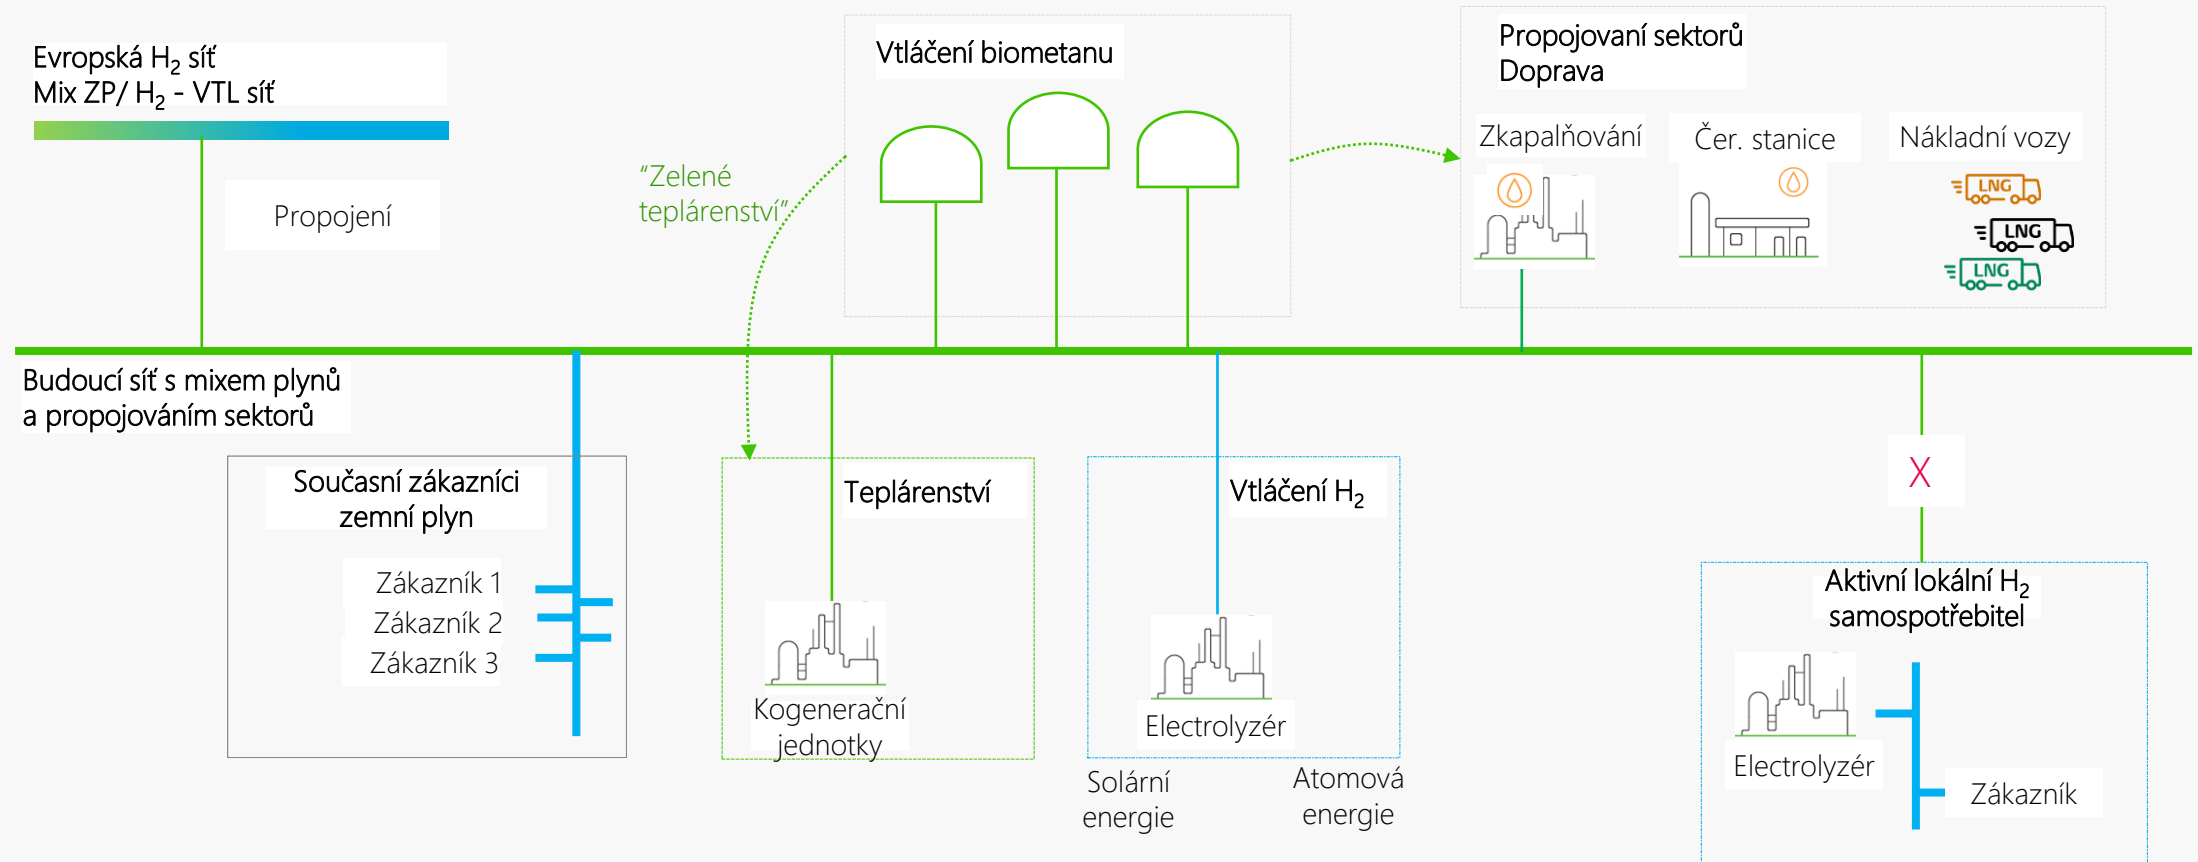 Evropská H₂ síť
Mix ZP/ H₂ - VTL síť
Propojení
"Zelené
teplárenství"
Vtláčení biometanu
Propojovaní sektorů
Doprava
Zkapalňování
Čer. stanice
Nákladní vozy
LNG
LNG
LNG
Budoucí síť s mixem plynů
a propojováním sektorů
Současní zákazníci
zemní plyn
Zákazník 1
Zákazník 2
Zákazník 3
Teplárenství
Kogenerační
jednotky
Vtláčení H₂
Electrolyzér
Solární
energie
Atomová
energie
X
Aktivní lokální H₂
samospotřebitel
Electrolyzér
Zákazník